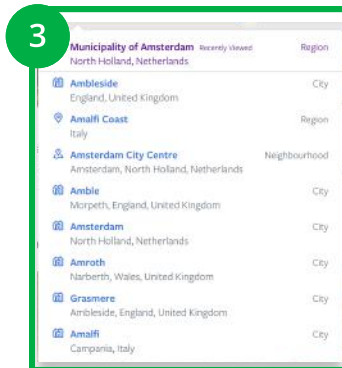 3
Municipality of Amsterdam Recently Viewed Region
North Holland, Netherlands
Ambleside City
England, United Kingdom
Amalfi Coast Region
Italy
Amsterdam City Centre Neighbourhood
Amsterdam, North Holland, Netherlands
Amble City
Morpeth, England, United Kingdom
Amsterdam City
North Holland, Netherlands
Amroth City
Narberth, Wales, United Kingdom
Grasmere City
Ambleside, England, United Kingdom
Amalfi City
Campania, Italy